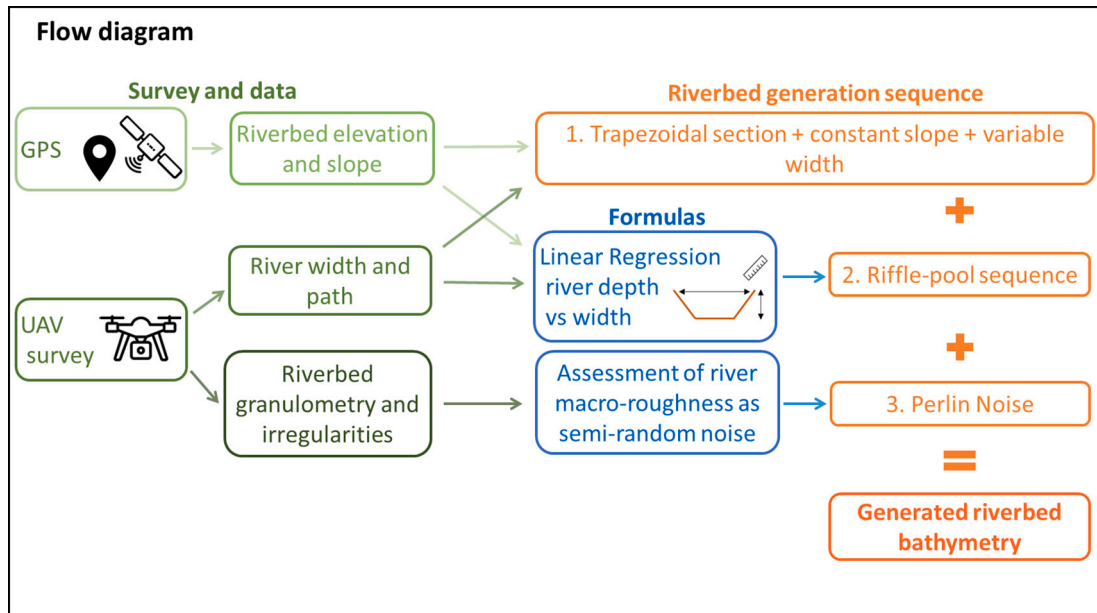 Flow diagram
Survey and data
Riverbed generation sequence
GPS
Riverbed elevation
and slope
1. Trapezoidal section + constant slope + variable
width
+
Formulas
River width and
path
Linear Regression
river depth
vs width
2. Riffle-pool sequence
UAV
survey
+
Riverbed
granulometry and
irregularities
Assessment of river
macro-roughness as
semi-random noise
3. Perlin Noise
=
Generated riverbed
bathymetry